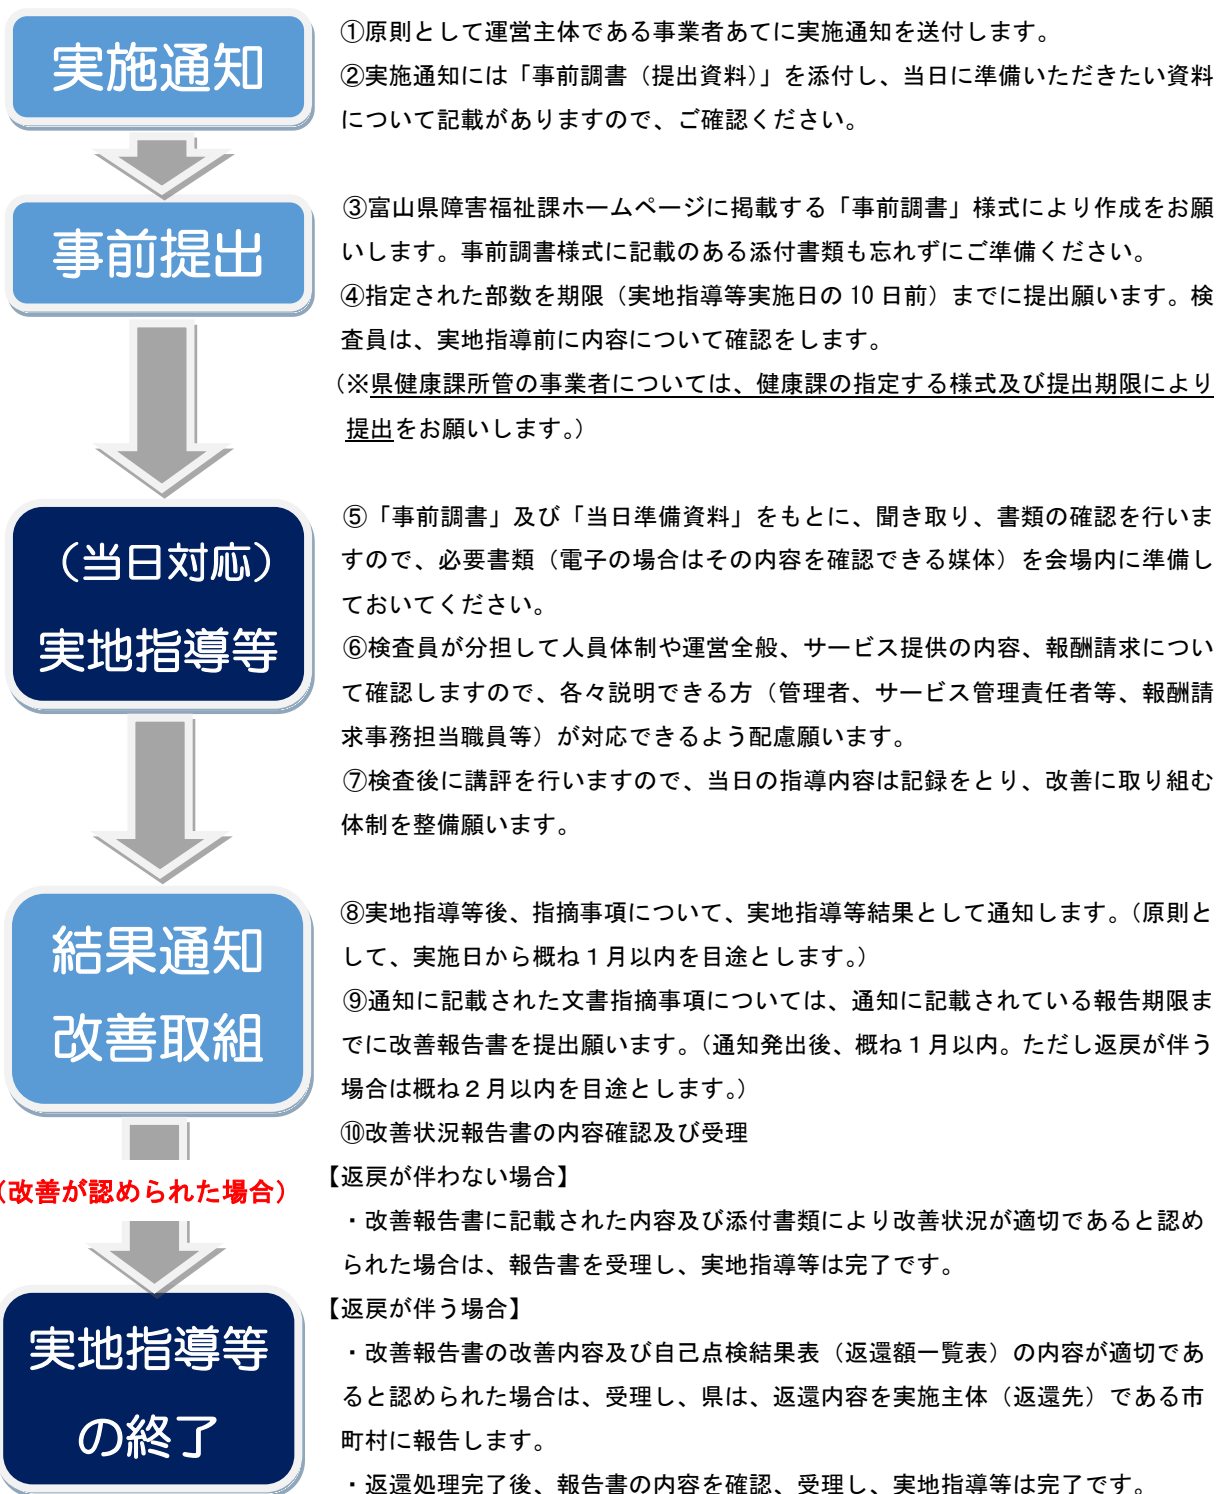 実施通知
①原則として運営主体である事業者あてに実施通知を送付します。
②実施通知には「事前調書（提出資料）」を添付し、当日に準備いただきたい資料
について記載がありますので、ご確認ください。
事前提出
③富山県障害福祉課ホームページに掲載する「事前調書」様式により作成をお願
いします。事前調書様式に記載のある添付書類も忘れずにご準備ください。
④指定された部数を期限（実地指導等実施日の 10 日前）までに提出願います。検
査員は、実地指導前に内容について確認をします。
（※県健康課所管の事業者については、健康課の指定する様式及び提出期限により
提出をお願いします。）
（当日対応）
実地指導等
⑤「事前調書」及び「当日準備資料」をもとに、聞き取り、書類の確認を行いま
すので、必要書類（電子の場合はその内容を確認できる媒体）を会場内に準備し
ておいてください。
⑥検査員が分担して人員体制や運営全般、サービス提供の内容、報酬請求につい
て確認しますので、各々説明できる方（管理者、サービス管理責任者等、報酬請
求事務担当職員等）が対応できるよう配慮願います。
⑦検査後に講評を行いますので、当日の指導内容は記録をとり、改善に取り組む
体制を整備願います。
結果通知
改善取組
⑧実地指導等後、指摘事項について、実地指導等結果として通知します。（原則と
して、実施日から概ね１月以内を目途とします。）
⑨通知に記載された文書指摘事項については、通知に記載されている報告期限ま
でに改善報告書を提出願います。（通知発出後、概ね１月以内。ただし返戻が伴う
場合は概ね２月以内を目途とします。）
⑩改善状況報告書の内容確認及び受理
（改善が認められた場合）
【返戻が伴わない場合】
・改善報告書に記載された内容及び添付書類により改善状況が適切であると認め
られた場合は、報告書を受理し、実地指導等は完了です。
実地指導等
の終了
【返戻が伴う場合】
・改善報告書の改善内容及び自己点検結果表（返還額一覧表）の内容が適切であ
ると認められた場合は、受理し、県は、返還内容を実施主体（返還先）である市
町村に報告します。
・返還処理完了後、報告書の内容を確認、受理し、実地指導等は完了です。